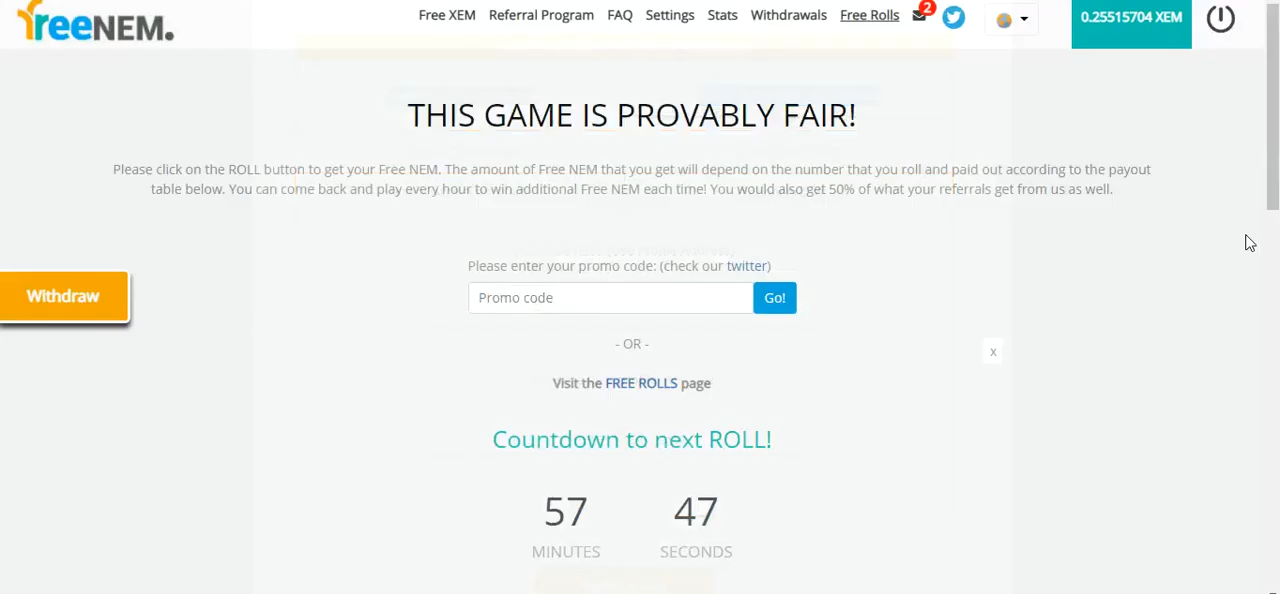 freeNEM.
Free XEM Referral Program FAQ Settings Stats Withdrawals Free Rolls 2 0.25515704 XEM
THIS GAME IS PROVABLY FAIR!
Please click on the ROLL button to get your Free NEM. The amount of Free NEM that you get will depend on the number that you roll and paid out according to the payout
table below. You can come back and play every hour to win additional Free NEM each time! You would also get 50% of what your referrals get from us as well.
Please enter your promo code: (check our twitter)
Withdraw
Promo code Go!
- OR -
x
Visit the FREE ROLLS page
Countdown to next ROLL!
57 47
MINUTES SECONDS